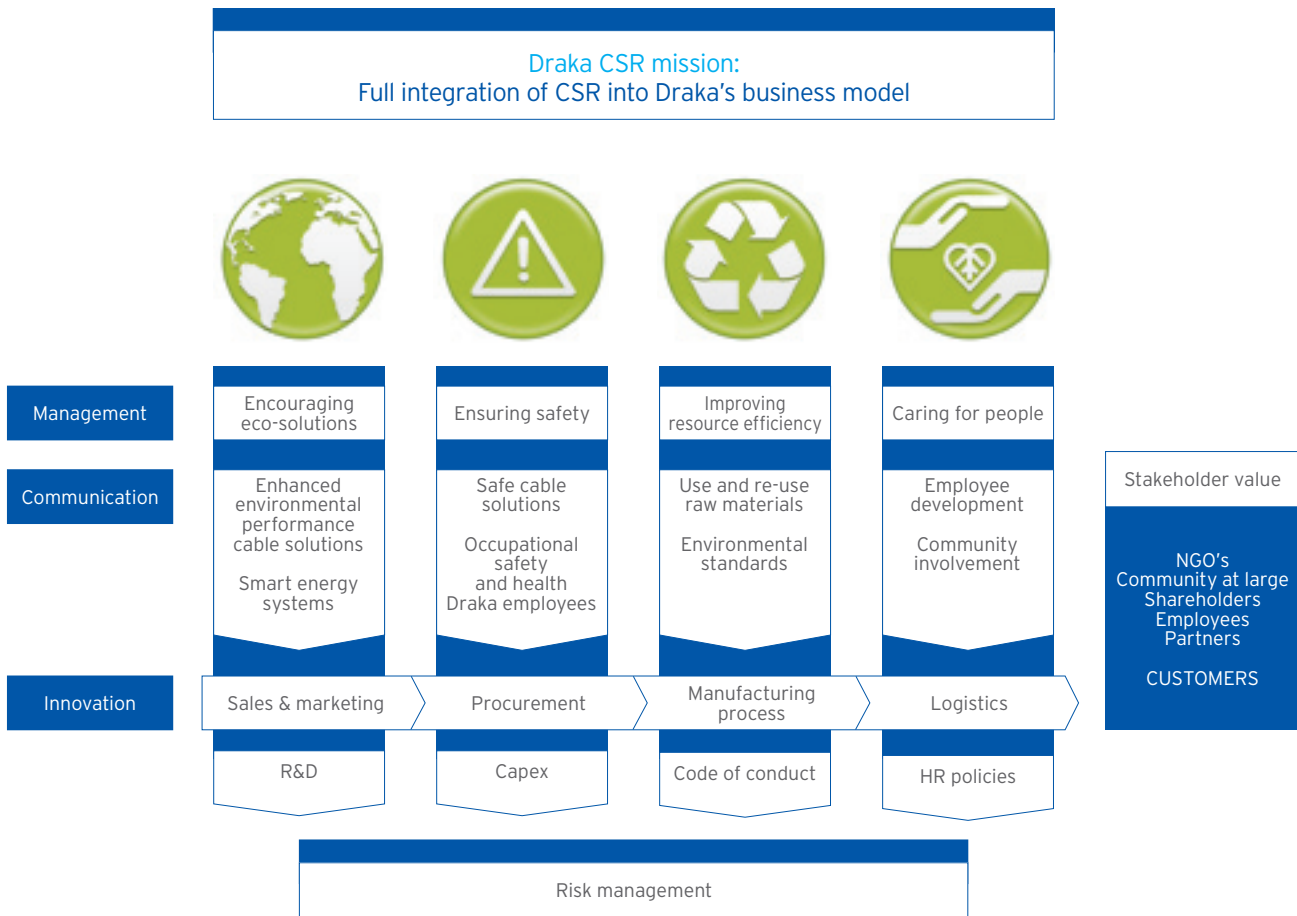 Draka CSR mission:
Full integration of CSR into Draka's business model
Management
Encouraging
eco-solutions
Ensuring safety
Improving
resource efficiency
Caring for people
Communication
Enhanced
environmental
performance
cable solutions
Smart energy
systems
Safe cable
solutions
Occupational
safety
and health
Draka employees
Use and re-use
raw materials
Environmental
standards
Employee
development
Community
involvement
Stakeholder value
NGO's
Community at large
Shareholders
Employees
Partners
CUSTOMERS
Innovation
Sales & marketing
Procurement
Manufacturing
process
Logistics
R&D
Capex
Code of conduct
HR policies
Risk management